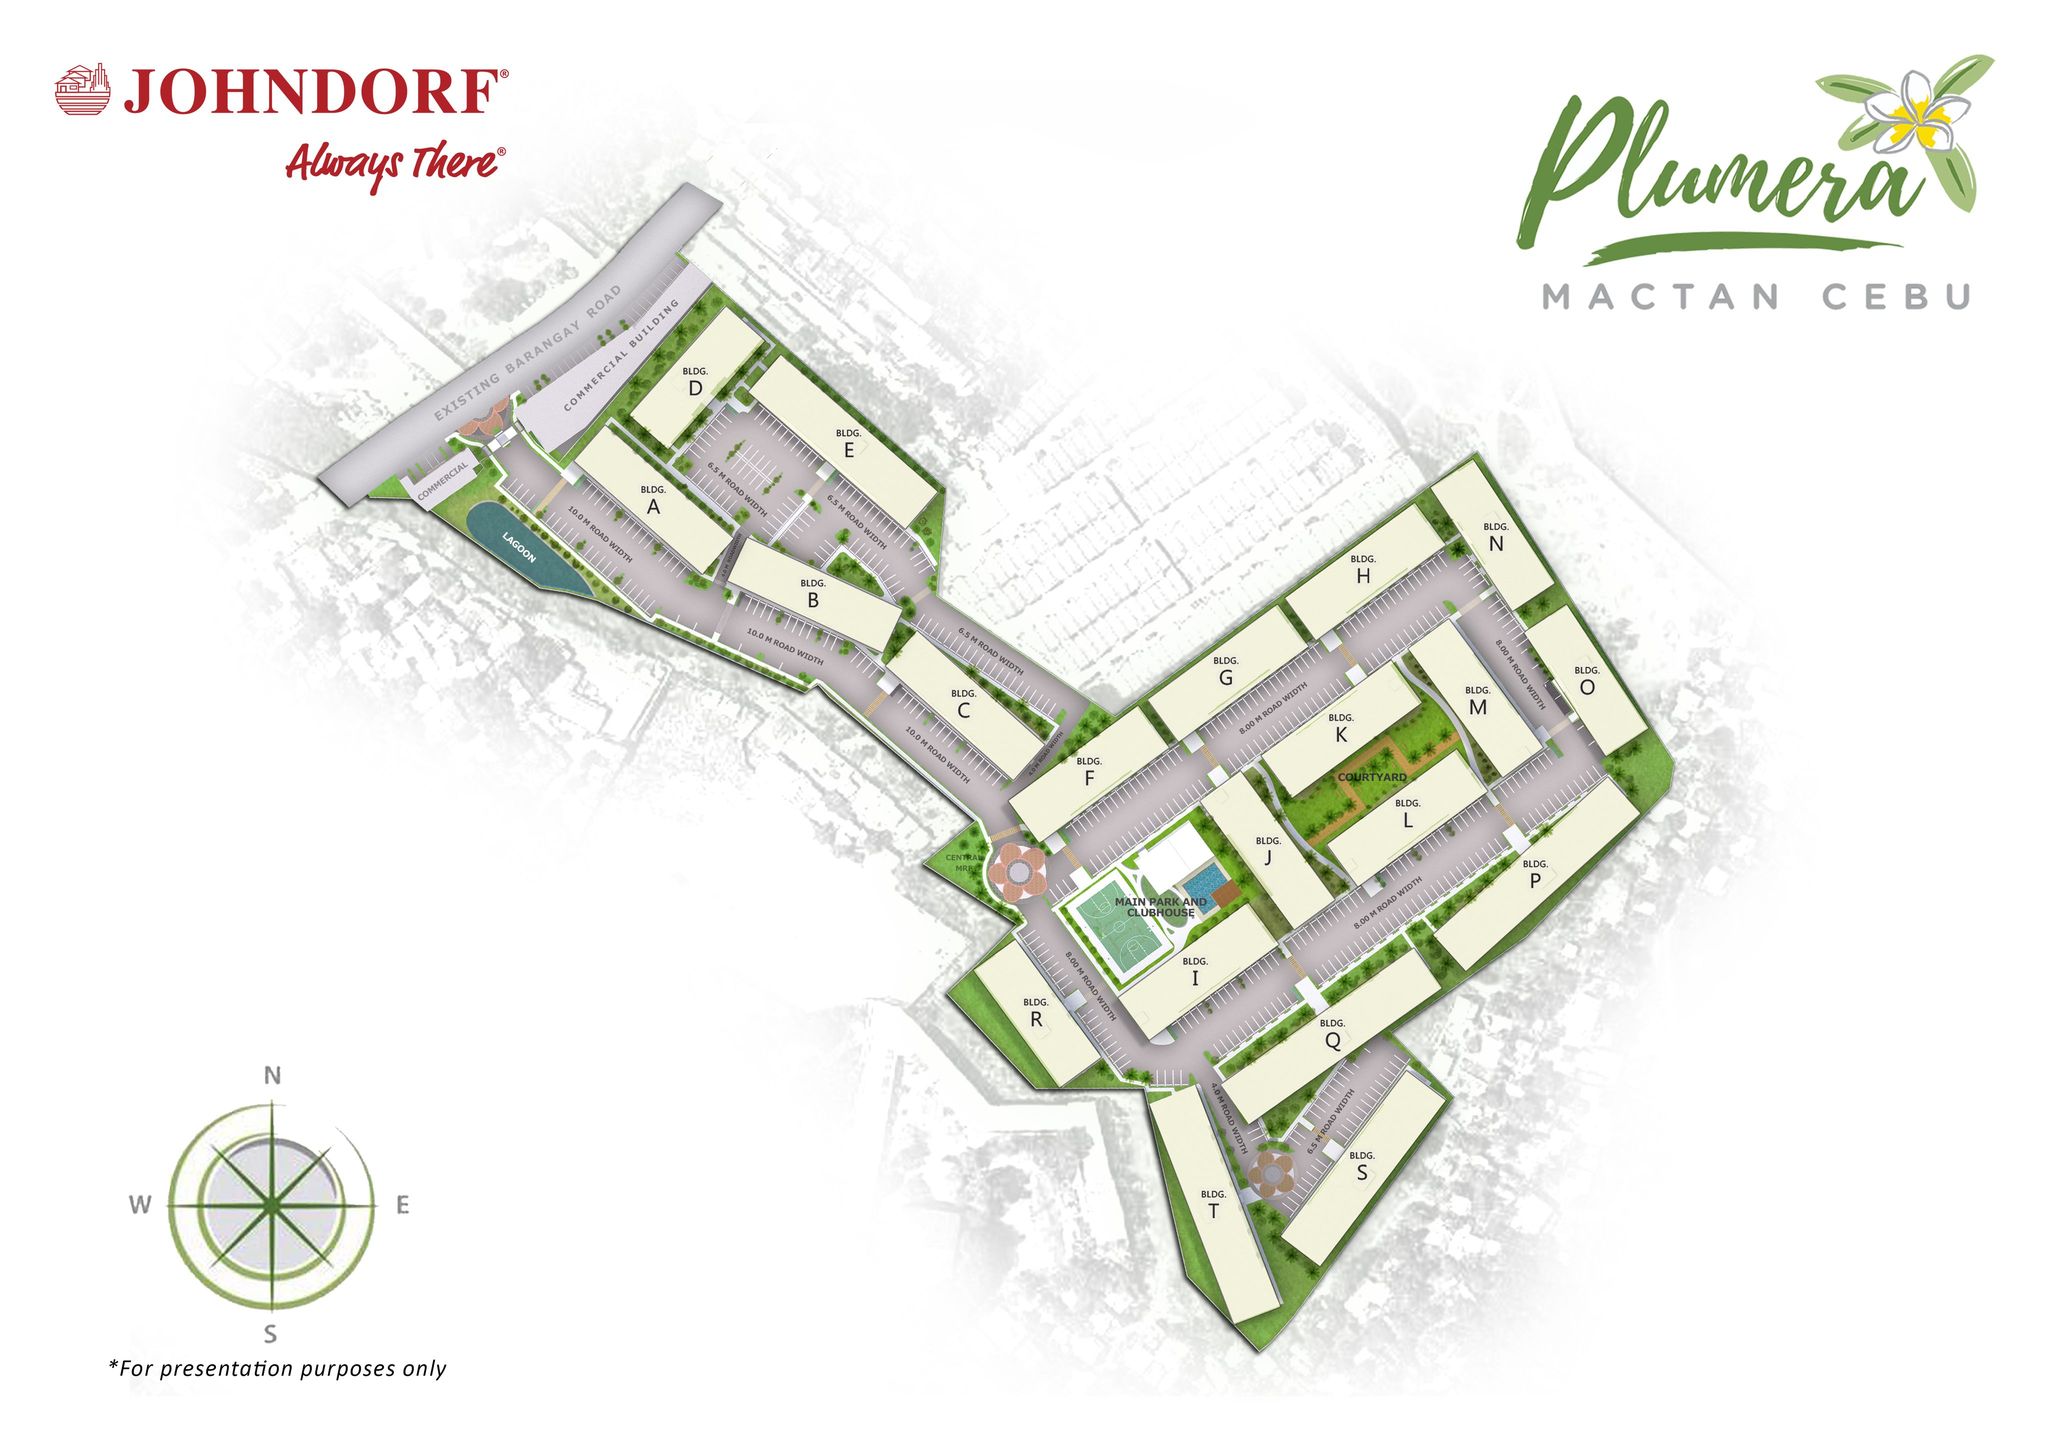 JOHNDORF®
Always There®
Plumera
MACTAN CEBU
EXISTING BARANGAY ROAD
COMMERCIAL BUILDING
COMMERCIAL
LAGOON
BLDG.
D
BLDG.
E
BLDG.
A
BLDG.
B
BLDG.
C
6.5 M ROAD WIDTH
6.5 M ROAD WIDTH
10.0 M ROAD WIDTH
10.0 M ROAD WIDTH
6.5 M ROAD WIDTH
10.0 M ROAD WIDTH
4.0 M ROAD WIDTH
BLDG.
N
BLDG.
H
BLDG.
G
BLDG.
F
BLDG.
O
BLDG.
M
BLDG.
K
8.00 M ROAD WIDTH
8.00 M ROAD WIDTH
COURTYARD
BLDG.
L
BLDG.
J
BLDG.
P
CENTRAL
MRF
MAIN PARK AND
CLUBHOUSE
8.00 M ROAD WIDTH
8.00 M ROAD WIDTH
BLDG.
I
BLDG.
R
BLDG.
Q
4.0 M ROAD WIDTH
6.5 M ROAD WIDTH
BLDG.
S
BLDG.
T
N
W
E
S
*For presentation purposes only